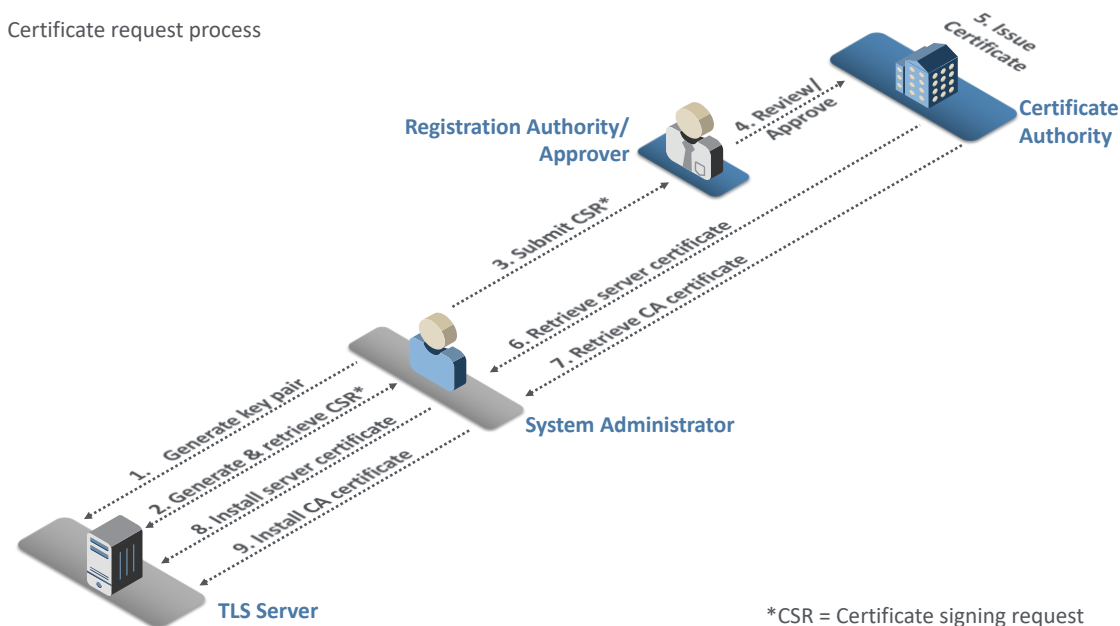 Certificate request process
5. Issue
Certificate
Certificate
Authority
4. Review/
Approve
Registration Authority/
Approver
3. Submit CSR*
6. Retrieve server certificate
7. Retrieve CA certificate
System Administrator
1. Generate key pair
2. Generate & retrieve CSR*
8. Install server certificate
9. Install CA certificate
TLS Server
*CSR = Certificate signing request